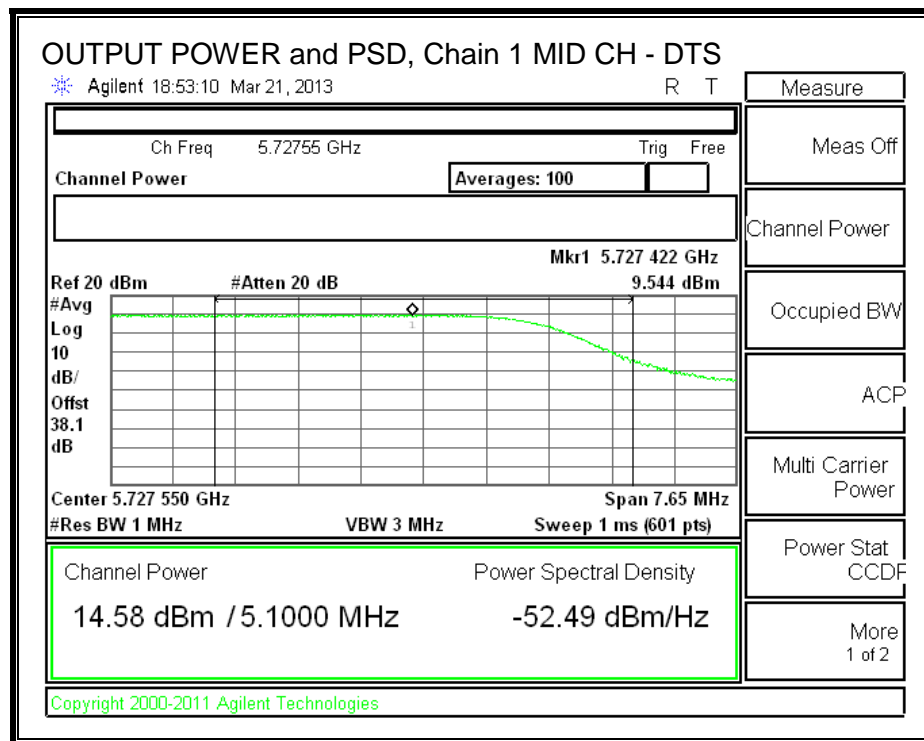 OUTPUT POWER and PSD, Chain 1 MID CH - DTS
Agilent 18:53:10 Mar 21, 2013 R T
Ch Freq 5.72755 GHz Trig Free
Channel Power Averages: 100
Mkr1 5.727 422 GHz
Ref 20 dBm #Atten 20 dB 9.544 dBm
#Avg
Log
10
dB/
Offst
38.1
dB
1
Center 5.727 550 GHz Span 7.65 MHz
#Res BW 1 MHz VBW 3 MHz Sweep 1 ms (601 pts)
Channel Power Power Spectral Density
14.58 dBm / 5.1000 MHz -52.49 dBm/Hz
Copyright 2000-2011 Agilent Technologies
Measure
Meas Off
Channel Power
Occupied BW
ACP
Multi Carrier
Power
Power Stat
CCDF
More
1 of 2